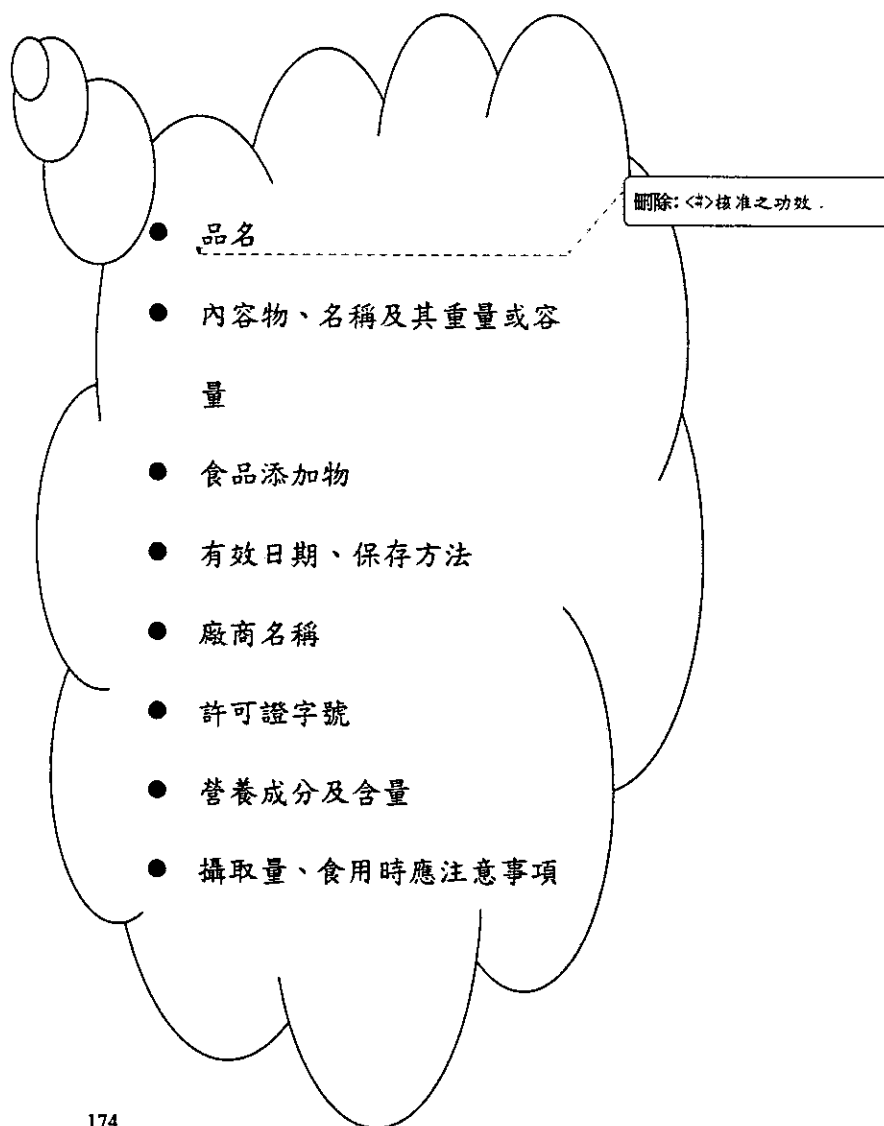 刪除: <#>核准之功效 .
● 品名
● 內容物、名稱及其重量或容
量
● 食品添加物
● 有效日期、保存方法
● 廠商名稱
● 許可證字號
● 營養成分及含量
● 攝取量、食用時應注意事項
174